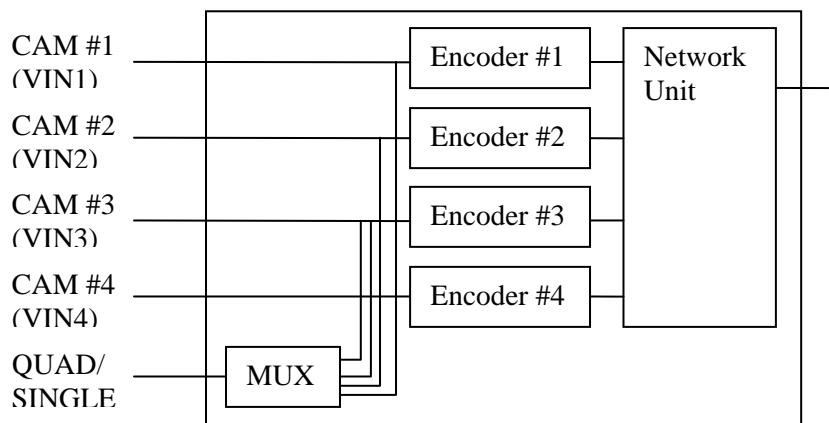 CAM #1
(VIN1)
Encoder #1
Network
Unit
CAM #2
(VIN2)
Encoder #2
CAM #3
(VIN3)
Encoder #3
CAM #4
(VIN4)
Encoder #4
QUAD/
SINGLE
MUX